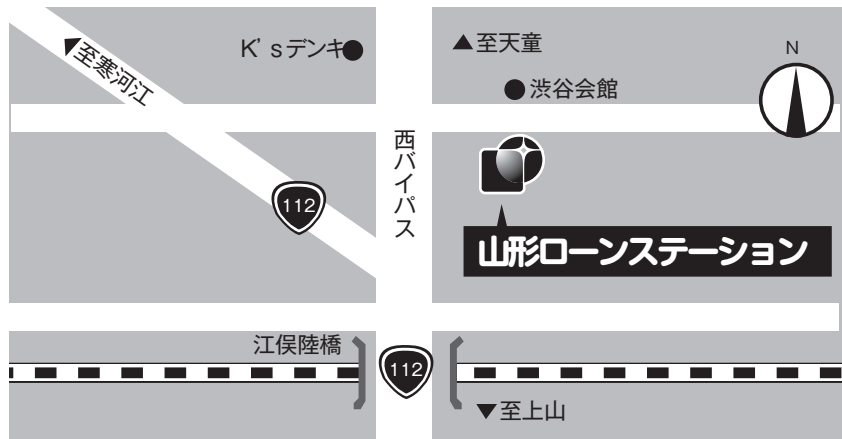 K'sデンキ
▲至天童
N
至寒河江
渋谷会館
西バイパス
112
山形ローンステーション
江俣陸橋
112
▼至上山